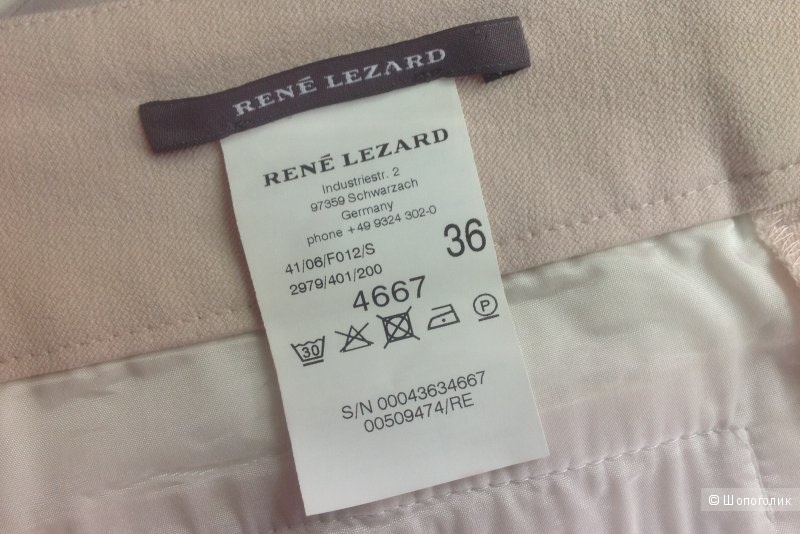 RENÉ LEZARD
RENÉ LEZARD
Industriestr. 2
97359 Schwarzach
Germany
phone +49 9324 302-0
41/06/F012/S
36
2979/401/200
4667
30
P
S/N 00043634667
00509474/RE
© Шопоголик